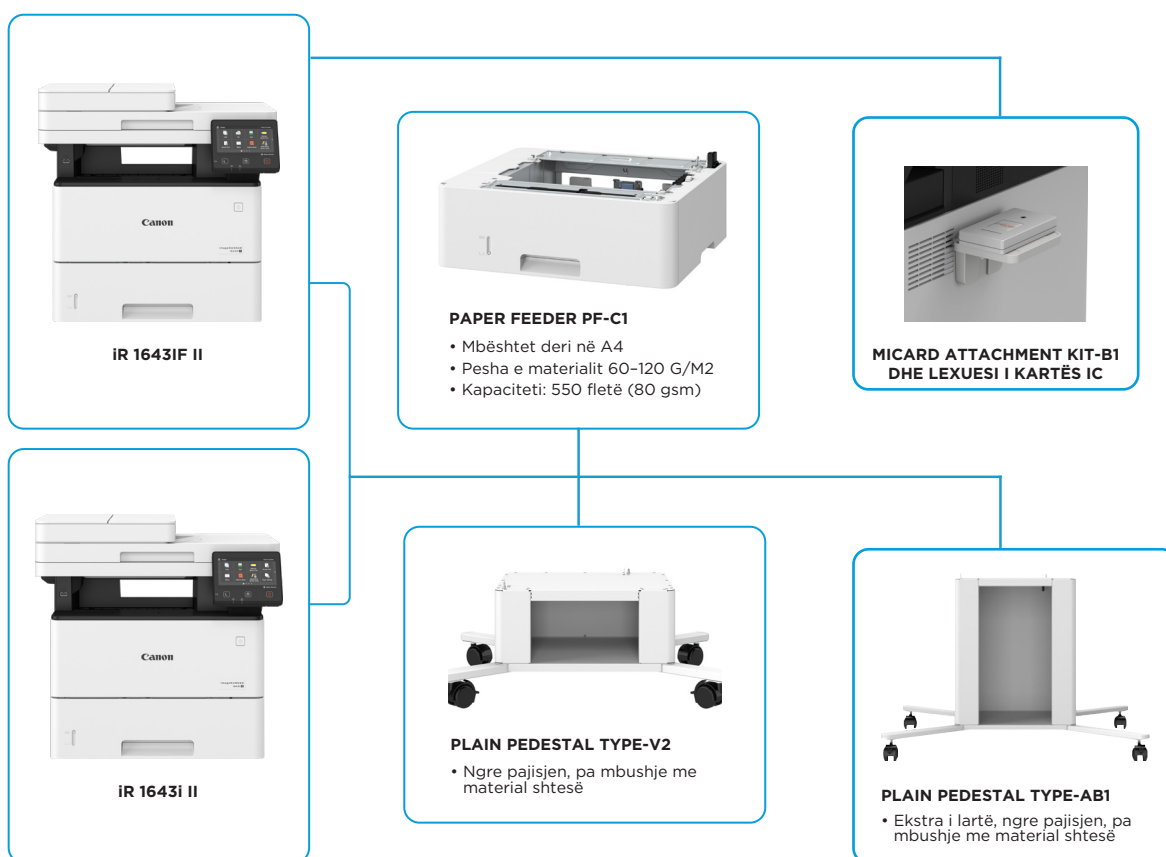 Canon
iR 1643IF II
PAPER FEEDER PF-C1
• Mbështet deri në A4
• Pesha e materialit 60–120 G/M2
• Kapaciteti: 550 fletë (80 gsm)
MICARD ATTACHMENT KIT-B1
DHE LEXUESI I KARTËS IC
Canon
iR 1643i II
PLAIN PEDESTAL TYPE-V2
• Ngre pajisjen, pa mbushje me
material shtesë
PLAIN PEDESTAL TYPE-AB1
• Ekstra i lartë, ngre pajisjen, pa
mbushje me material shtesë